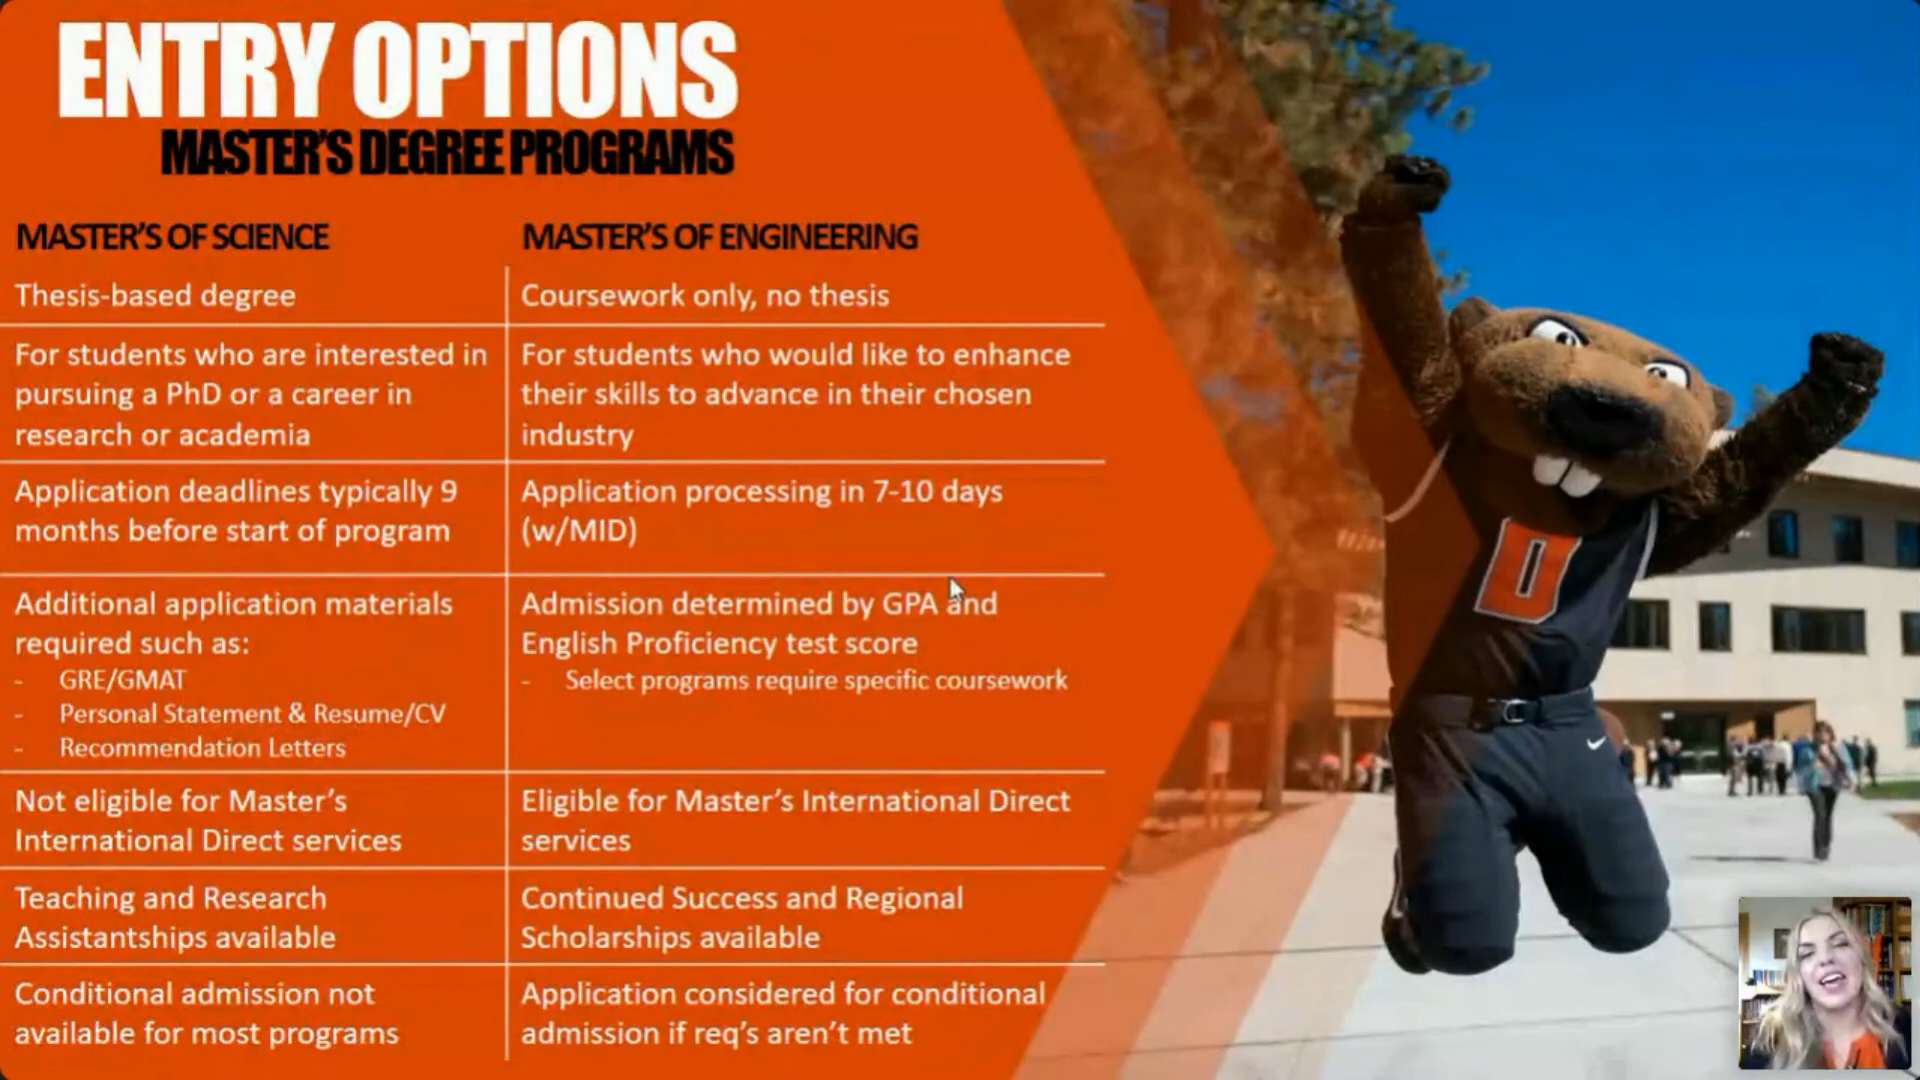 ENTRY OPTIONS
MASTER'S DEGREE PROGRAMS
MASTER'S OF SCIENCE
Thesis-based degree
For students who are interested in
pursuing a PhD or a career in
research or academia
Application deadlines typically 9
months before start of program
Additional application materials
required such as:
- GRE/GMAT
- Personal Statement & Resume/CV
- Recommendation Letters
Not eligible for Master's
International Direct services
Teaching and Research
Assistantships available
Conditional admission not
available for most programs
MASTER'S OF ENGINEERING
Coursework only, no thesis
For students who would like to enhance
their skills to advance in their chosen
industry
Application processing in 7-10 days
(w/MID)
Admission determined by GPA and
English Proficiency test score
- Select programs require specific coursework
Eligible for Master's International Direct
services
Continued Success and Regional
Scholarships available
Application considered for conditional
admission if req's aren't met